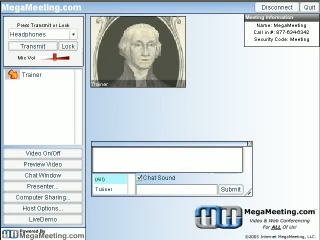 MegaMeeting.com
Disconnect
Quit
Press Transmit or Lock
Headphones
Transmit
Lock
Mic Vol
Trainer
Meeting Information
Name: MegaMeeting
Call in#: 877-634-6342
Security Code: Meeting
Trainer
Video On/Off
Preview Video
Chat Window
Presenter...
Computer Sharing...
Host Options...
LiveDemo
(All)
Trainer
Chat Sound
Submit
MegaMeeting.com
Video & Web Conferencing
For ALL Of Us!
Powered By
MegaMeeting.com
©2005 Internet MegaMeeting, LLC.